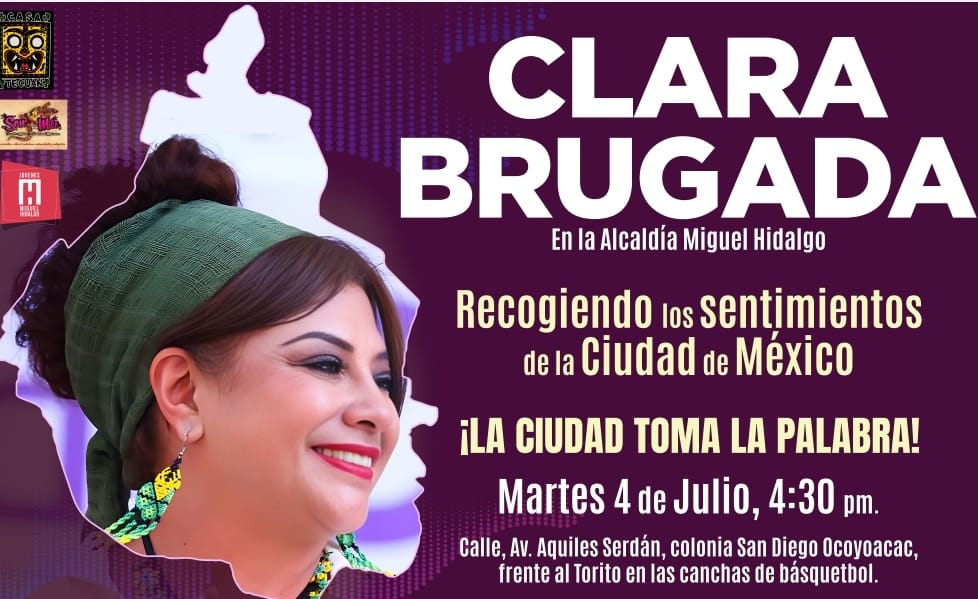 CASA
TECUAN
JOVENES
MIGUEL
HIDALGO
CLARA
BRUGADA
En la Alcaldía Miguel Hidalgo
Recogiendo los sentimientos
de la Ciudad de México
¡LA CIUDAD TOMA LA PALABRA!
Martes 4 de Julio, 4:30 pm.
Calle, Av. Aquiles Serdán, colonia San Diego Ocoyoacac,
frente al Torito en las canchas de básquetbol.